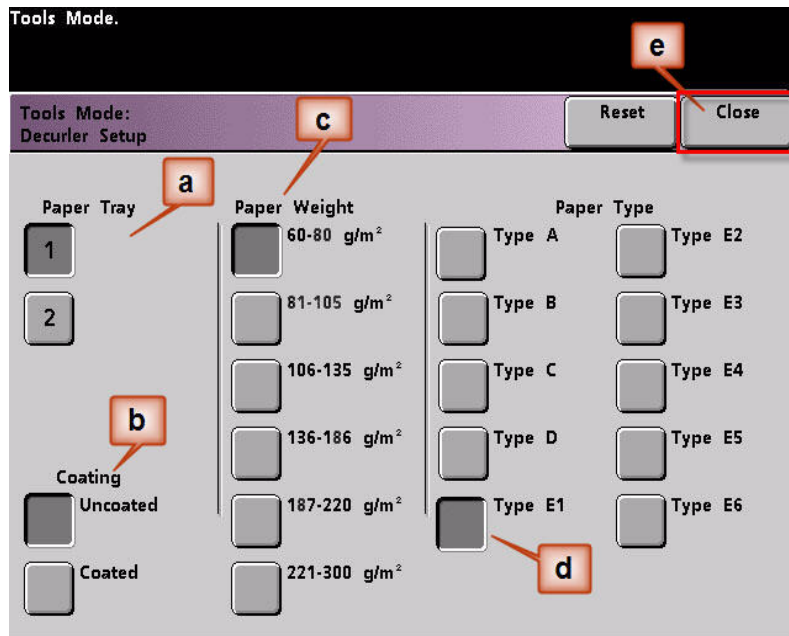 Tools Mode.
e
Tools Mode:
Decurler Setup
c
Reset
Close
a
Paper Tray
1
2
b
Coating
Uncoated
Coated
Paper Weight
60-80 g/m²
81-105 g/m²
106-135 g/m²
136-186 g/m²
187-220 g/m²
221-300 g/m²
Paper Type
Type A
Type B
Type C
Type D
Type E1
d
Type E2
Type E3
Type E4
Type E5
Type E6